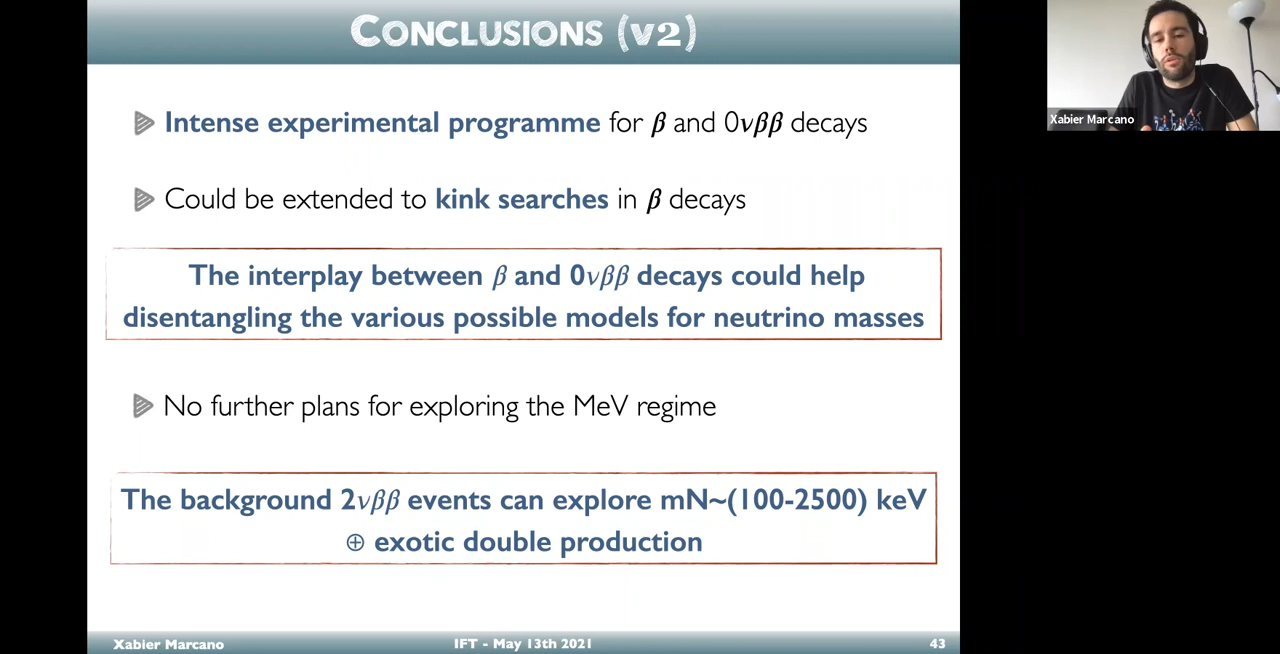 Conclusions (v2)
Intense experimental programme for β and 0νββ decays
Could be extended to kink searches in β decays
The interplay between β and 0νββ decays could help
disentangling the various possible models for neutrino masses
No further plans for exploring the MeV regime
The background 2νββ events can explore mN~(100-2500) keV
⊕ exotic double production
Xabier Marcano
IFT - May 13th 2021
43
Xabier Marcano